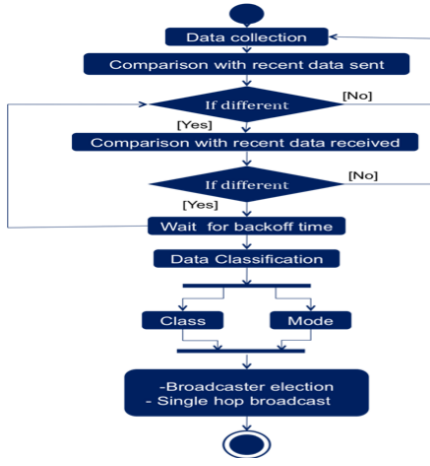 Data collection
Comparison with recent data sent
If different
[No]
[Yes]
Comparison with recent data received
If different
[No]
[Yes]
Wait for backoff time
Data Classification
Class
Mode
-Broadcaster election
- Single hop broadcast